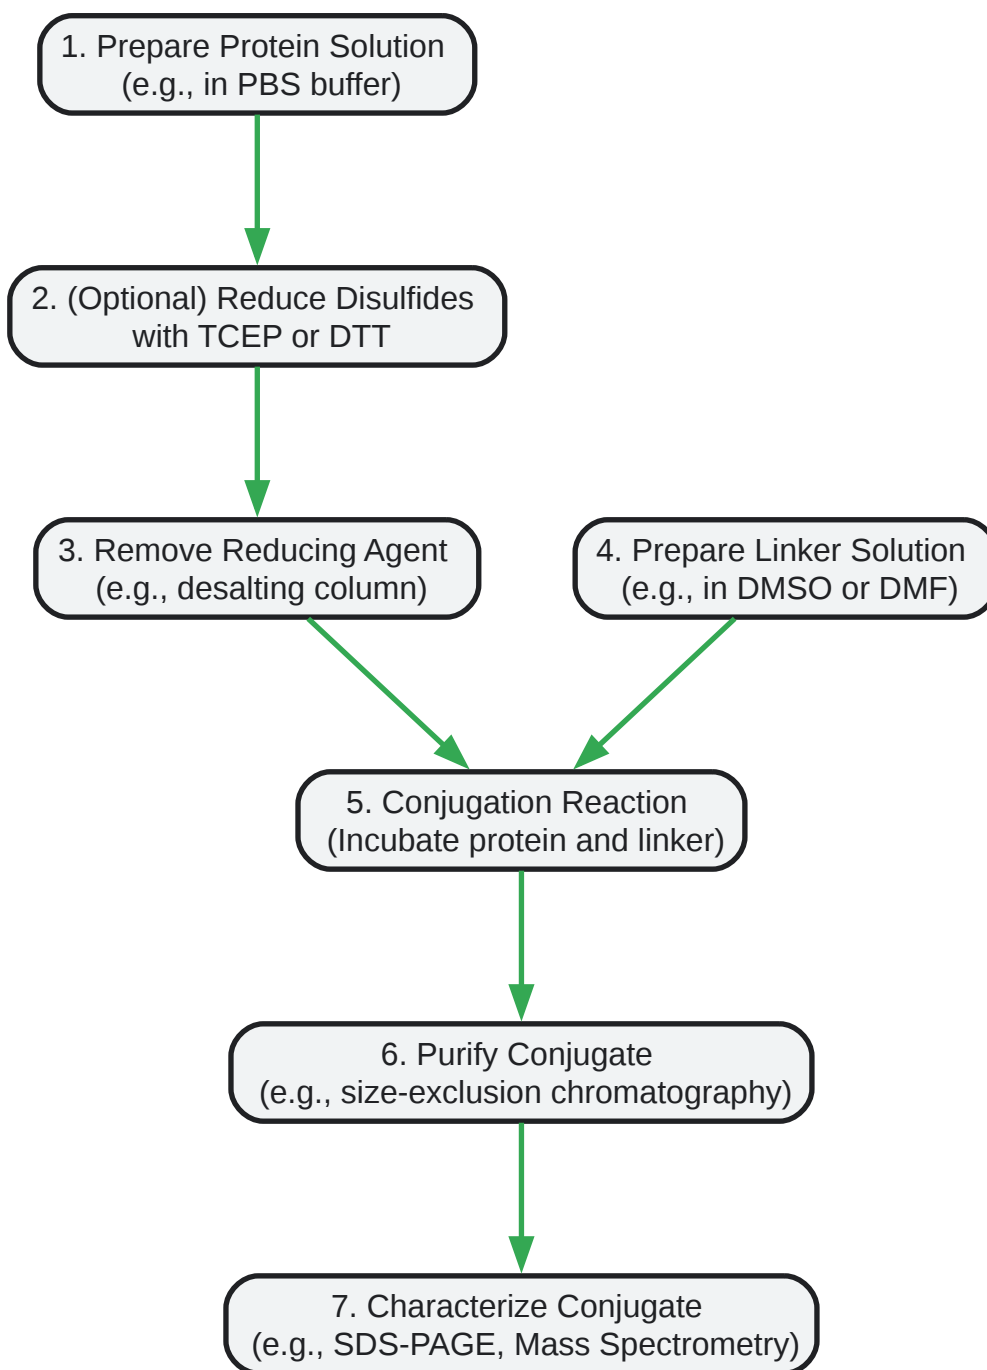 1. Prepare Protein Solution
(e.g., in PBS buffer)
2. (Optional) Reduce Disulfides
with TCEP or DTT
3. Remove Reducing Agent
(e.g., desalting column)
4. Prepare Linker Solution
(e.g., in DMSO or DMF)
5. Conjugation Reaction
(Incubate protein and linker)
6. Purify Conjugate
(e.g., size-exclusion chromatography)
7. Characterize Conjugate
(e.g., SDS-PAGE, Mass Spectrometry)